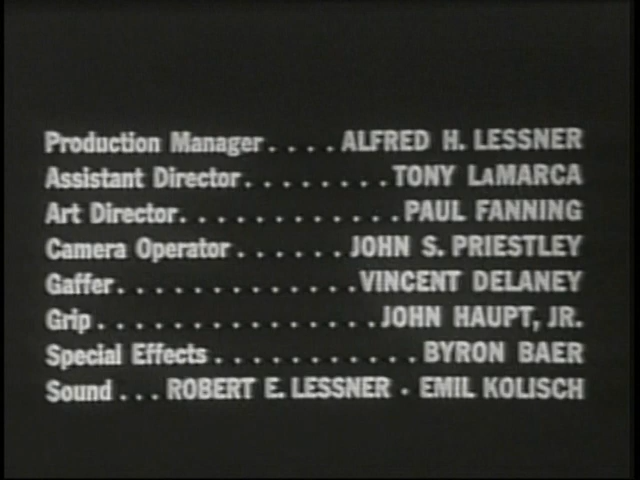 Production Manager....ALFRED H. LESSNER
Assistant Director........TONY LaMARCA
Art Director............PAUL FANNING
Camera Operator......JOHN S. PRIESTLEY
Gaffer.............VINCENT DELANEY
Grip...............JOHN HAUPT, JR.
Special Effects...........BYRON BAER
Sound...ROBERT E. LESSNER · EMIL KOLISCH